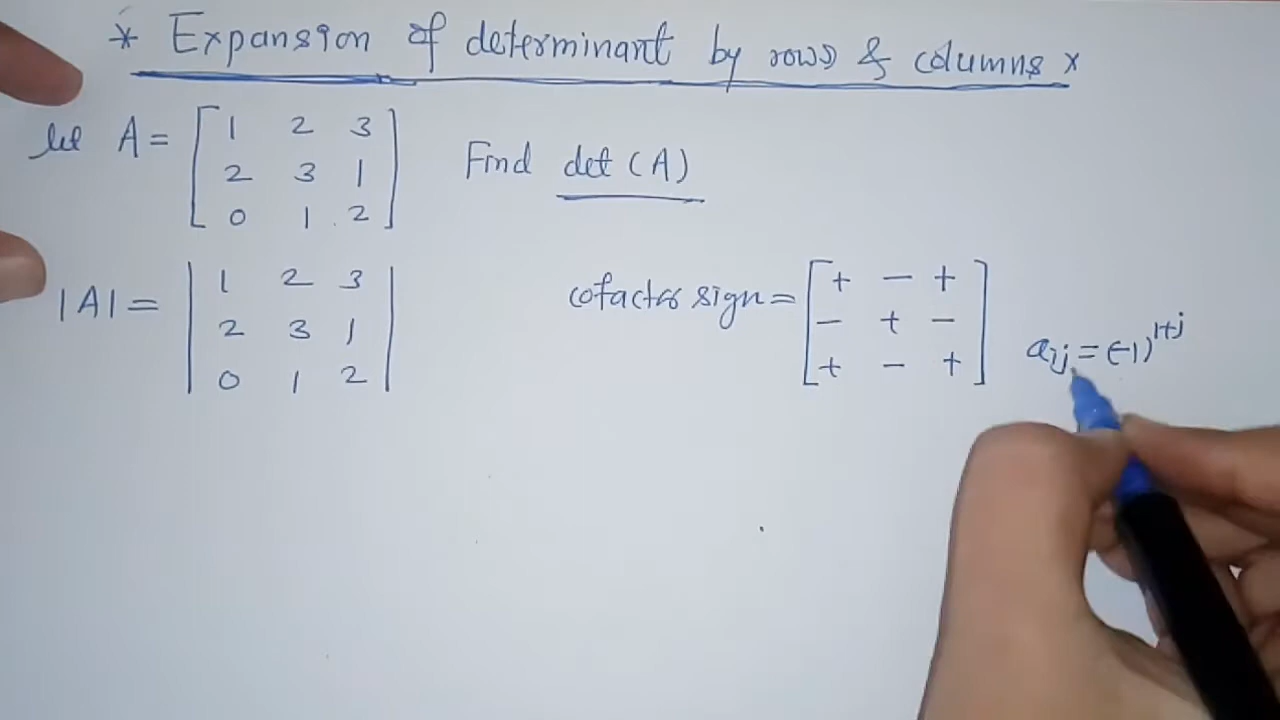 * Expansion of determinant by rows & columns x
let A = [ 1 2 3
2 3 1
0 1 2 ]
Find det (A)
|A| = | 1 2 3
2 3 1
0 1 2 |
cofactor sign = [ + − +
− + −
+ − + ]
aij = (-1)^i+j